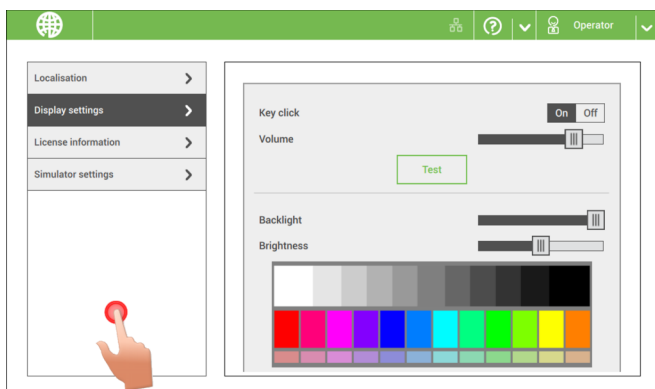 Operator
Localisation
Display settings
License information
Simulator settings
Key click
On Off
Volume
Test
Backlight
Brightness